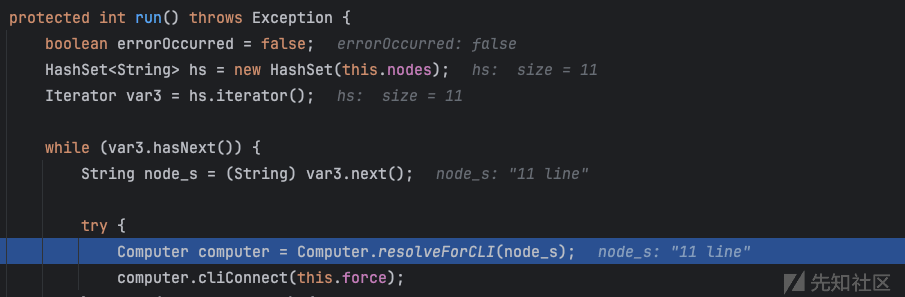 protected int run() throws Exception {
boolean errorOccurred = false; errorOccurred: false
HashSet<String> hs = new HashSet(this.nodes); hs: size = 11
Iterator var3 = hs.iterator(); hs: size = 11
while (var3.hasNext()) {
String node_s = (String) var3.next(); node_s: "11 line"
try {
Computer computer = Computer.resolveForCLI(node_s); node_s: "11 line"
computer.cliConnect(this.force);
先知社区